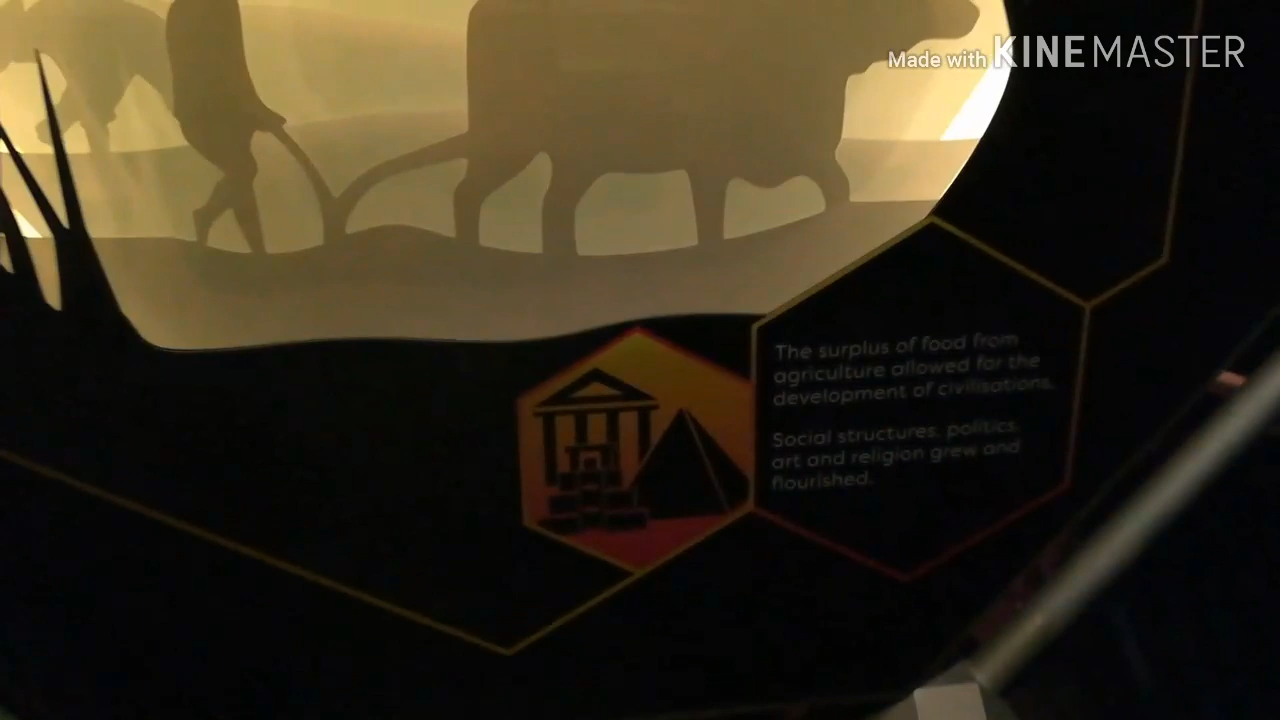 Made with KINEMASTER
The surplus of food from
agriculture allowed for the
development of civilisations.
Social structures, politics,
art and religion grew and
flourished.